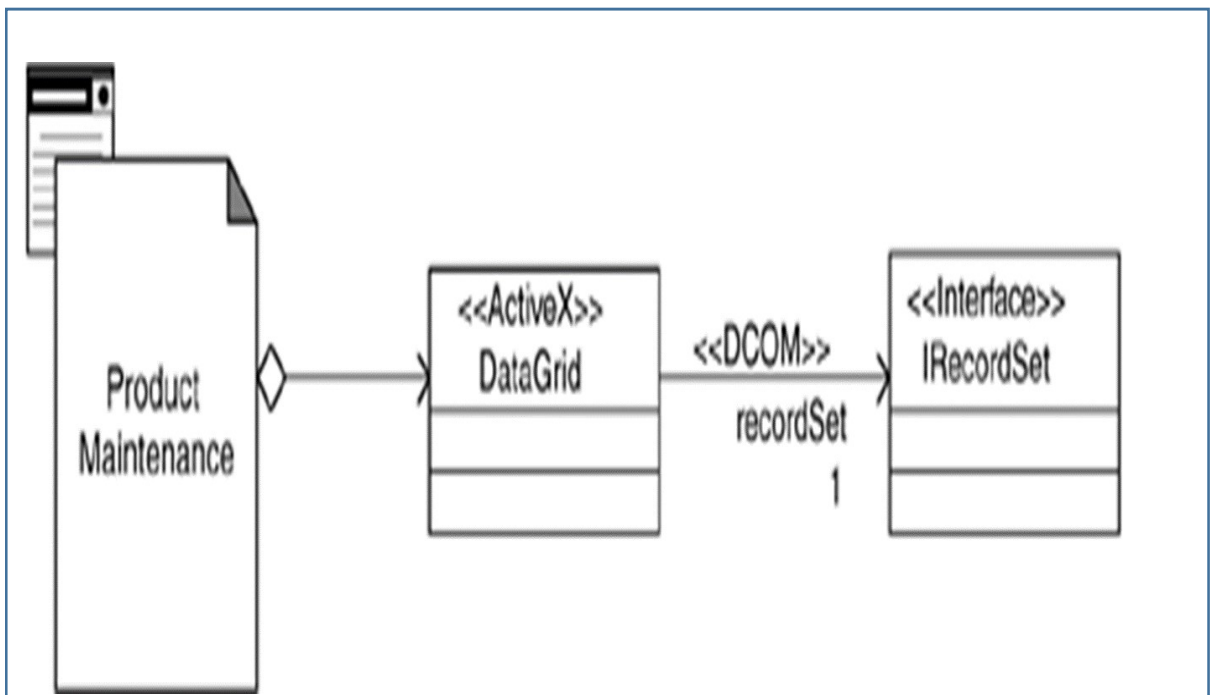 Product
Maintenance
<<ActiveX>>
DataGrid
<<DCOM>>
recordSet
1
<<Interface>>
IRecordSet